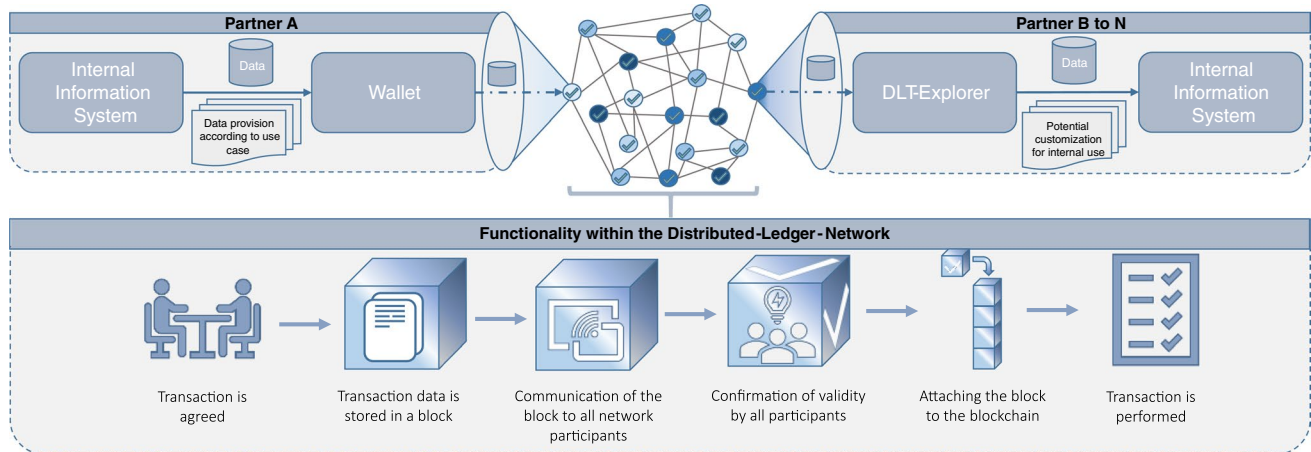 Partner A
Partner B to N
Internal
Information
System
Data
Data provision
according to use
case
Wallet
DLT-Explorer
Data
Potential
customization
for internal use
Internal
Information
System
Functionality within the Distributed-Ledger-Network
Transaction is
agreed
Transaction data is
stored in a block
Communication of the
block to all network
participants
Confirmation of validity
by all participants
Attaching the block
to the blockchain
Transaction is
performed